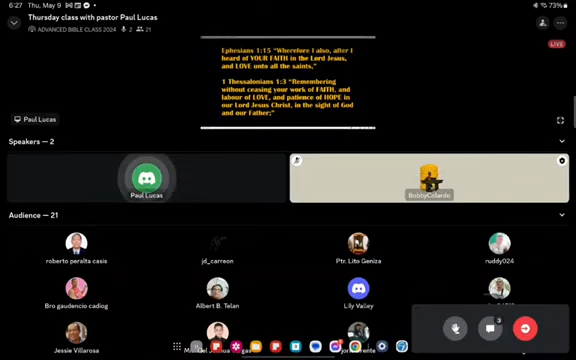 6:27 Thu, May 9
73%
Thursday class with pastor Paul Lucas
ADVANCED BIBLE CLASS 2024 2 21
LIVE
Ephesians 1:15 "Wherefore I also, after I
heard of YOUR FAITH in the Lord Jesus,
and LOVE unto all the saints,"
1 Thessalonians 1:3 "Remembering
without ceasing your work of FAITH, and
labour of LOVE, and patience of HOPE in
our Lord Jesus Christ, in the sight of God
and our Father;"
Paul Lucas
Speakers — 2
Paul Lucas
BobbyCollardo
Audience — 21
roberto peralta casis
jd_carreon
Ptr. Lito Geniza
ruddy024
Bro gaudencio cadiog
Albert B. Telan
Lily Valley
3
Jessie Villarosa